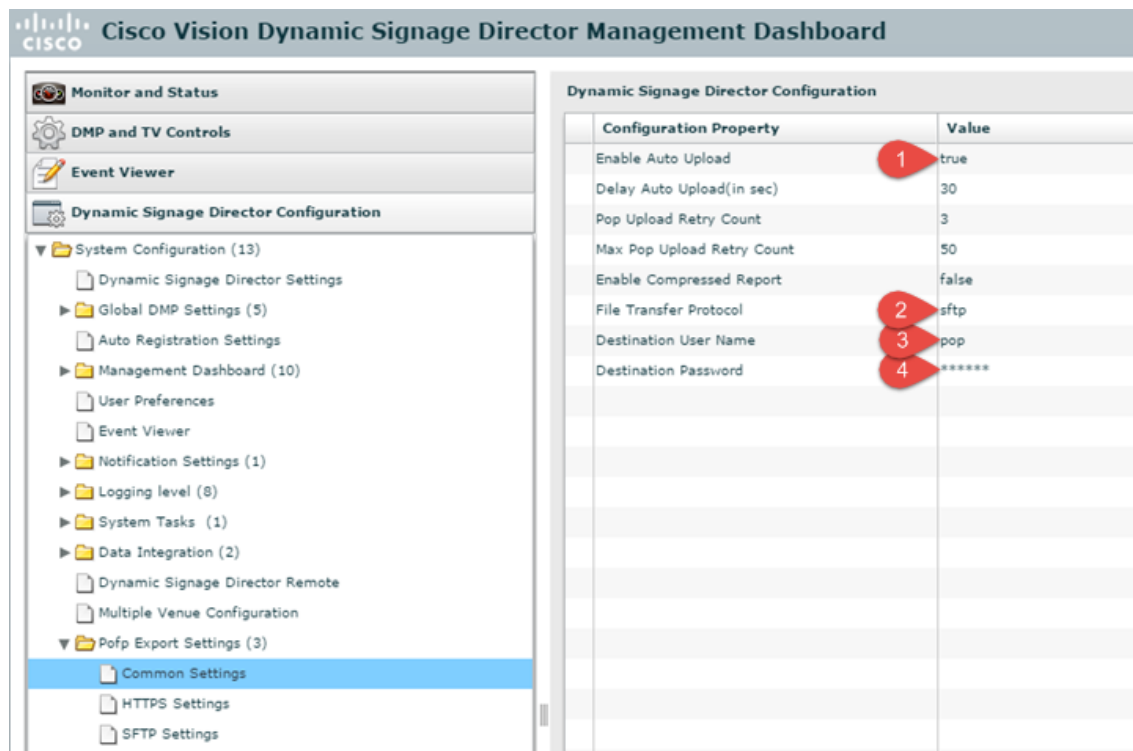 CISCO Cisco Vision Dynamic Signage Director Management Dashboard
Monitor and Status
DMP and TV Controls
Event Viewer
Dynamic Signage Director Configuration
System Configuration (13)
Dynamic Signage Director Settings
Global DMP Settings (5)
Auto Registration Settings
Management Dashboard (10)
User Preferences
Event Viewer
Notification Settings (1)
Logging level (8)
System Tasks (1)
Data Integration (2)
Dynamic Signage Director Remote
Multiple Venue Configuration
Pofp Export Settings (3)
Common Settings
HTTPS Settings
SFTP Settings
Dynamic Signage Director Configuration
Configuration Property Value
Enable Auto Upload 1 true
Delay Auto Upload(in sec) 30
Pop Upload Retry Count 3
Max Pop Upload Retry Count 50
Enable Compressed Report false
File Transfer Protocol 2 sftp
Destination User Name 3 pop
Destination Password 4 ******